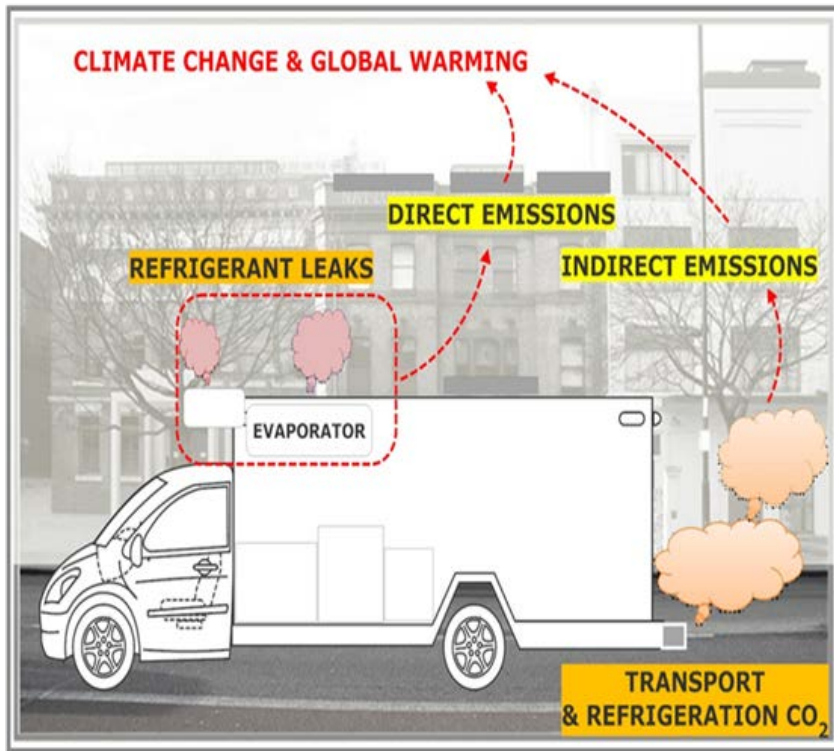 CLIMATE CHANGE & GLOBAL WARMING
DIRECT EMISSIONS
REFRIGERANT LEAKS
INDIRECT EMISSIONS
EVAPORATOR
TRANSPORT
& REFRIGERATION CO₂